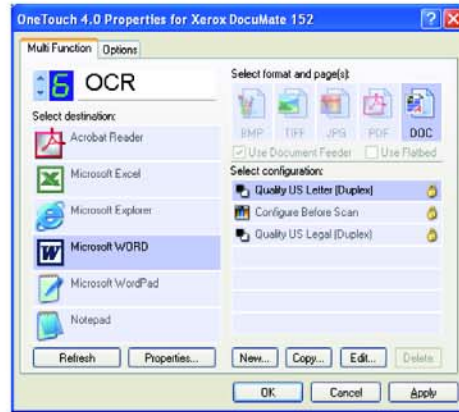 OneTouch 4.0 Properties for Xerox DocuMate 152
Multi Function
Options
6 OCR
Select destination:
Acrobat Reader
Microsoft Excel
Microsoft Explorer
Microsoft WORD
Microsoft WordPad
Notepad
Refresh
Properties...
Select format and page(s):
BMP TIFF JPG PDF DOC
Use Document Feeder
Use Flatbed
Select configuration:
Quality US Letter (Duplex)
Configure Before Scan
Quality US Legal (Duplex)
New... Copy... Edit... Delete
OK Cancel Apply